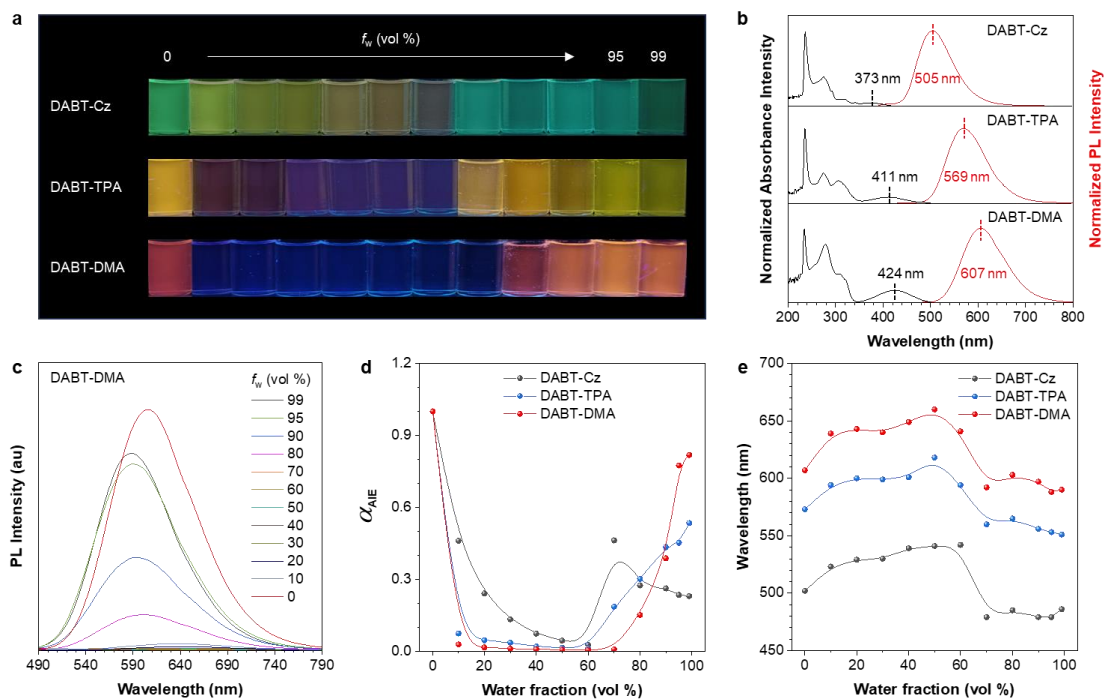 a
f_w (vol %)
0 95 99
DABT-Cz
DABT-TPA
DABT-DMA
b
Normalized Absorbance Intensity
Normalized PL Intensity
DABT-Cz
373 nm
505 nm
DABT-TPA
411 nm
569 nm
DABT-DMA
424 nm
607 nm
200 300 400 500 600 700 800
Wavelength (nm)
c
DABT-DMA
f_w (vol %)
99
95
90
80
70
60
50
40
30
20
10
0
PL Intensity (au)
490 540 590 640 690 740 790
Wavelength (nm)
d
1.2
0.9
0.6
0.3
0.0
α_AIE
DABT-Cz
DABT-TPA
DABT-DMA
0 20 40 60 80 100
Water fraction (vol %)
e
700
650
600
550
500
450
Wavelength (nm)
DABT-Cz
DABT-TPA
DABT-DMA
0 20 40 60 80 100
Water fraction (vol %)